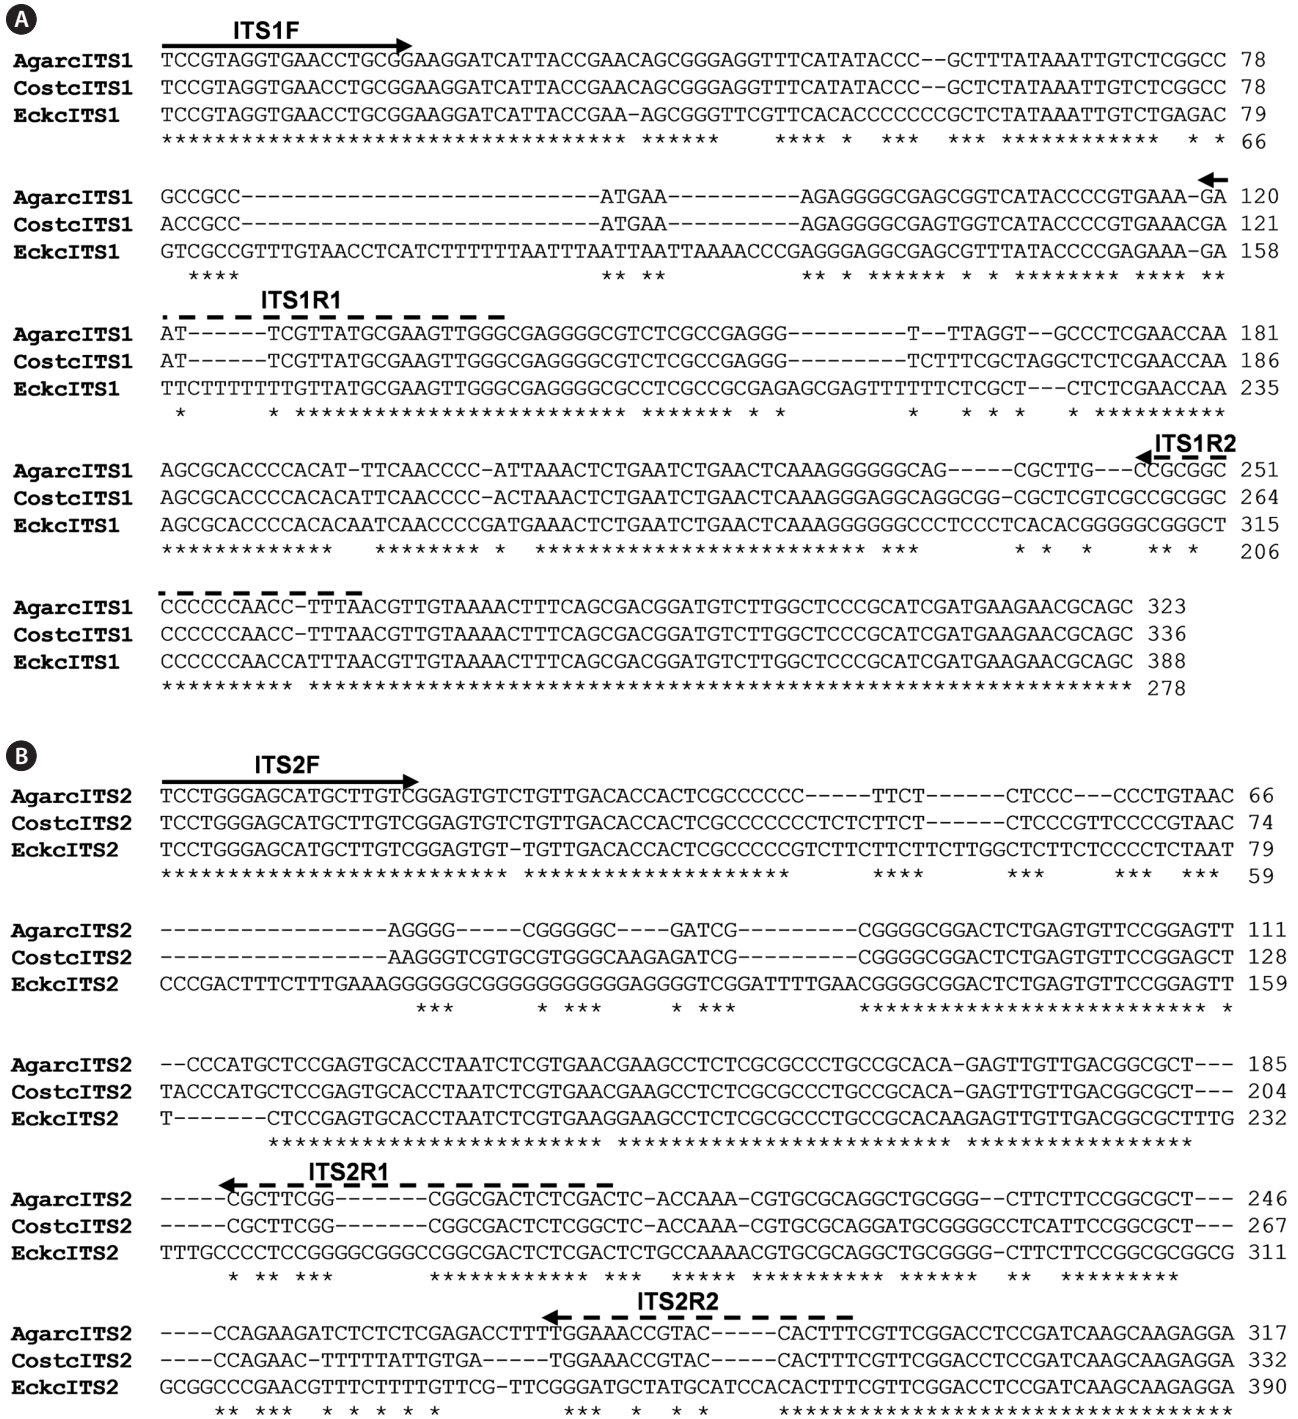 A
ITS1F
AgarcITS1 TCCGTAGGTGAACCTGCGGAAGGATCATTACCGAACAGCGGGAGGTTTCATATACCC--GCTTTATAAATTGTCTCGGCC 78
CostcITS1 TCCGTAGGTGAACCTGCGGAAGGATCATTACCGAACAGCGGGAGGTTTCATATACCC--GCTCTATAAATTGTCTCGGCC 78
EckcITS1 TCCGTAGGTGAACCTGCGGAAGGATCATTACCGAA-AGCGGGTTCGTTCACACCCCCCCGCTCTATAAATTGTCTGAGAC 79
*********************************** ******    **** *  ***  *** ************  * * 66
AgarcITS1 GCCGCC---------------------------ATGAA----------AGAGGGGCGAGCGGTCATACCCCGTGAAA-GA 120
CostcITS1 ACCGCC---------------------------ATGAA----------AGAGGGGCGAGTGGTCATACCCCGTGAAACGA 121
EckcITS1 GTCGCCGTTTGTAACCTCATCTTTTTTAATTTAATTAATTAAAACCCGAGGGAGGCGAGCGTTTATACCCCGAGAAA-GA 158
****                           ** **          ** * ****** * * ******** **** **
ITS1R1
AgarcITS1 AT------TCGTTATGCGAAGTTGGGCGAGGGGCGTCTCGCCGAGGG---------T--TTAGGT--GCCCTCGAACCAA 181
CostcITS1 AT------TCGTTATGCGAAGTTGGGCGAGGGGCGTCTCGCCGAGGG---------TCTTTCGCTAGGCTCTCGAACCAA 186
EckcITS1 TTCTTTTTTTGTTATGCGAAGTTGGGCGAGGGGCGCCTCGCCGCGAGAGCGAGTTTTTTCTCGCT---CTCTCGAACCAA 235
*      * ************************* ******* * *         *   * * *   * **********
ITS1R2
AgarcITS1 AGCGCACCCCACAT-TTCAACCCC-ATTAAACTCTGAATCTGAACTCAAAGGGGGGCAG-----CGCTTG---CCGCGGC 251
CostcITS1 AGCGCACCCCACACATTCAACCCC-ACTAAACTCTGAATCTGAACTCAAAGGGAGGCAGGCGG-CGCTCGTCGCCGCGGC 264
EckcITS1 AGCGCACCCCACACAATCAACCCCGATGAAACTCTGAATCTGAACTCAAAGGGGGGCCCTCCCTCACACGGGGGCGGGCT 315
*************   ******** *  ************************* ***       * *  *    ** * 206
AgarcITS1 CCCCCCAACC-TTTAACGTTGTAAAACTTTCAGCGACGGATGTCTTGGCTCCCGCATCGATGAAGAACGCAGC 323
CostcITS1 CCCCCCAACC-TTTAACGTTGTAAAACTTTCAGCGACGGATGTCTTGGCTCCCGCATCGATGAAGAACGCAGC 336
EckcITS1 CCCCCCAACCATTTAACGTTGTAAAACTTTCAGCGACGGATGTCTTGGCTCCCGCATCGATGAAGAACGCAGC 388
********** ************************************************************** 278
B
ITS2F
AgarcITS2 TCCTGGGAGCATGCTTGTCGGAGTGTCTGTTGACACCACTCGCCCCCC-----TTCT------CTCCC---CCCTGTAAC 66
CostcITS2 TCCTGGGAGCATGCTTGTCGGAGTGTCTGTTGACACCACTCGCCCCCCCTCTCTTCT------CTCCCGTTCCCCGTAAC 74
EckcITS2 TCCTGGGAGCATGCTTGTCGGAGTGT-TGTTGACACCACTCGCCCCCGTCTTCTTCTTCTTGGCTCTTCTCCCCTCTAAT 79
************************** ********************      ****      ***     ***  *** 59
AgarcITS2 -----------------AGGGG-----CGGGGGC----GATCG---------CGGGGCGGACTCTGAGTGTTCCGGAGTT 111
CostcITS2 -----------------AAGGGTCGTGCGTGGGCAAGAGATCG---------CGGGGCGGACTCTGAGTGTTCCGGAGCT 128
EckcITS2 CCCGACTTTCTTTGAAAGGGGGGCGGGGGGGGGGGAGGGGTCGGATTTTGAACGGGGCGGACTCTGAGTGTTCCGGAGTT 159
***      * ***     * ***         ************************** *
AgarcITS2 --CCCATGCTCCGAGTGCACCTAATCTCGTGAACGAAGCCTCTCGCGCCCTGCCGCACA-GAGTTGTTGACGGCGCT--- 185
CostcITS2 TACCCATGCTCCGAGTGCACCTAATCTCGTGAACGAAGCCTCTCGCGCCCTGCCGCACA-GAGTTGTTGACGGCGCT--- 204
EckcITS2 T-------CTCCGAGTGCACCTAATCTCGTGAAGGAAGCCTCTCGCGCCCTGCCGCACAAGAGTTGTTGACGGCGCTTTG 232
************************* ************************* *****************
ITS2R1
AgarcITS2 -----CGCTTCGG-------CGGCGACTCTCGACTC-ACCAAA-CGTGCGCAGGCTGCGGG--CTTCTTCCGGCGCT--- 246
CostcITS2 -----CGCTTCGG-------CGGCGACTCTCGGCTC-ACCAAA-CGTGCGCAGGATGCGGGGCCTCATTCCGGCGCT--- 267
EckcITS2 TTTGCCCCTCCGGGGCGGGCCGGCGACTCTCGACTCTGCCAAAACGTGCGCAGGCTGCGGGG-CTTCTTCCGGCGCGGCG 311
* ** ***       ************ ***  ***** ********** ******  **  *********
ITS2R2
AgarcITS2 ----CCAGAAGATCTCTCTCGAGACCTTTTGGAAACCGTAC-----CACTTTCGTTCGGACCTCCGATCAAGCAAGAGGA 317
CostcITS2 ----CCAGAAC-TTTTTATTGTGA-----TGGAAACCGTAC-----CACTTTCGTTCGGACCTCCGATCAAGCAAGAGGA 332
EckcITS2 GCGGCCCGAACGTTTCTTTTGTTCG-TTCGGGATGCTATGCATCCACACTTTCGTTCGGACCTCCGATCAAGCAAGAGGA 390
** ***  * * * * *         ***  *  * *     **********************************